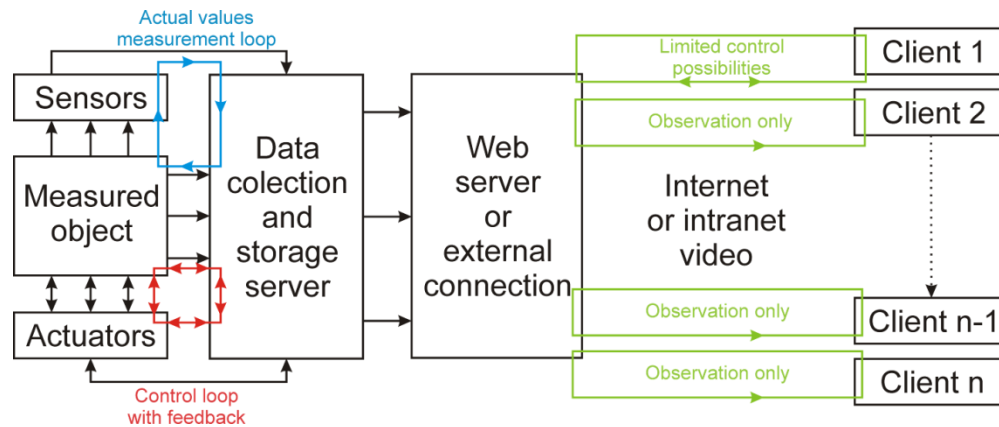 Actual values
measurement loop
Sensors
Measured
object
Actuators
Control loop
with feedback
Data
colection
and
storage
server
Web
server
or
external
connection
Limited control
possibilities
Observation only
Internet
or intranet
video
Observation only
Observation only
Client 1
Client 2
Client n-1
Client n